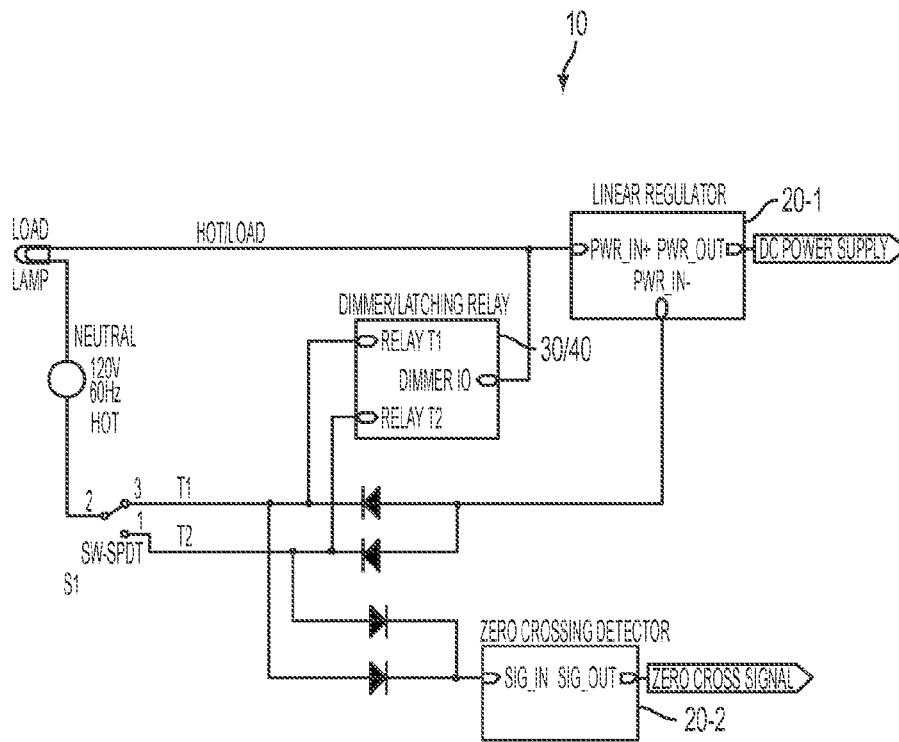 10
LINEAR REGULATOR
20-1
LOAD
HOT/LOAD
PWR_IN+ PWR_OUT
DC POWER SUPPLY
LAMP
PWR_IN-
DIMMER/LATCHING RELAY
NEUTRAL
RELAY T1
30/40
120V
60Hz
DIMMER IO
HOT
RELAY T2
2
3
T1
1
T2
SW-SPDT
S1
ZERO CROSSING DETECTOR
SIG_IN SIG_OUT
ZERO CROSS SIGNAL
20-2